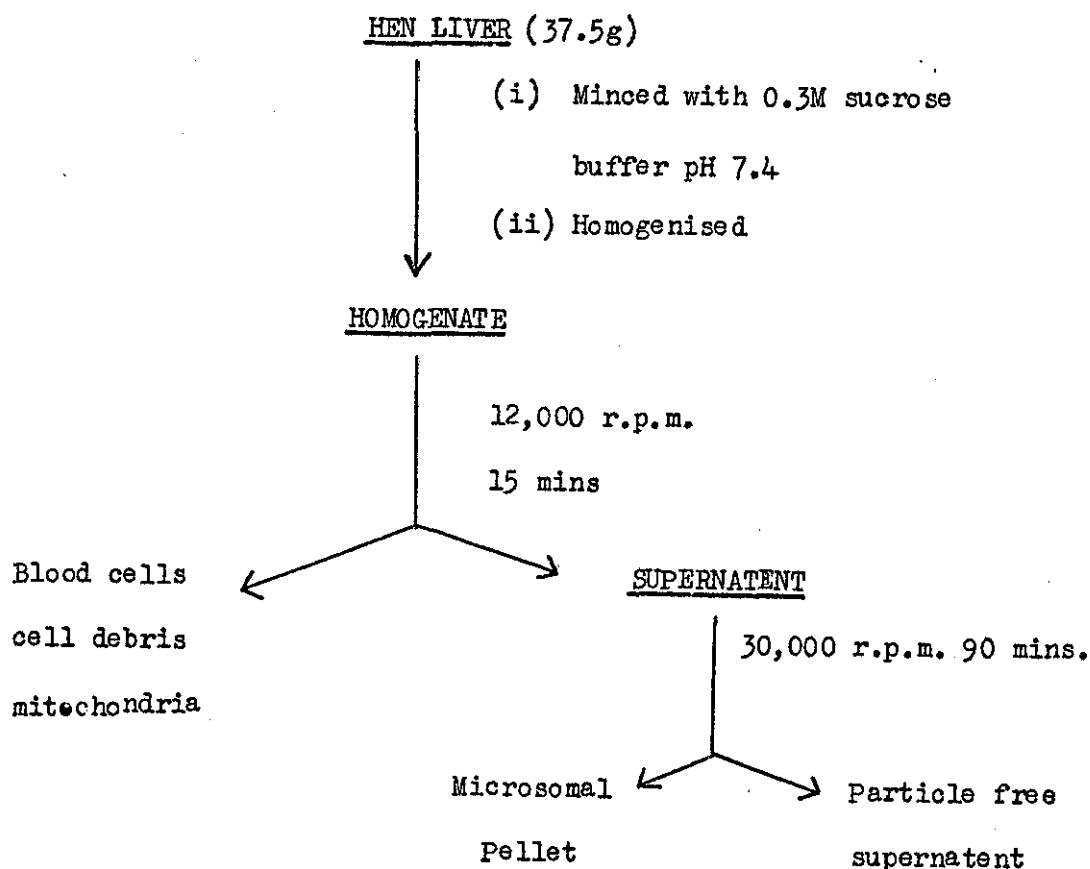 HEN LIVER (37.5g)
(i) Minced with 0.3M sucrose
buffer pH 7.4
(ii) Homogenised
HOMOGENATE
12,000 r.p.m.
15 mins
Blood cells
cell debris
mitochondria
SUPERNATENT
30,000 r.p.m. 90 mins.
Microsomal
Pellet
Particle free
supernatent